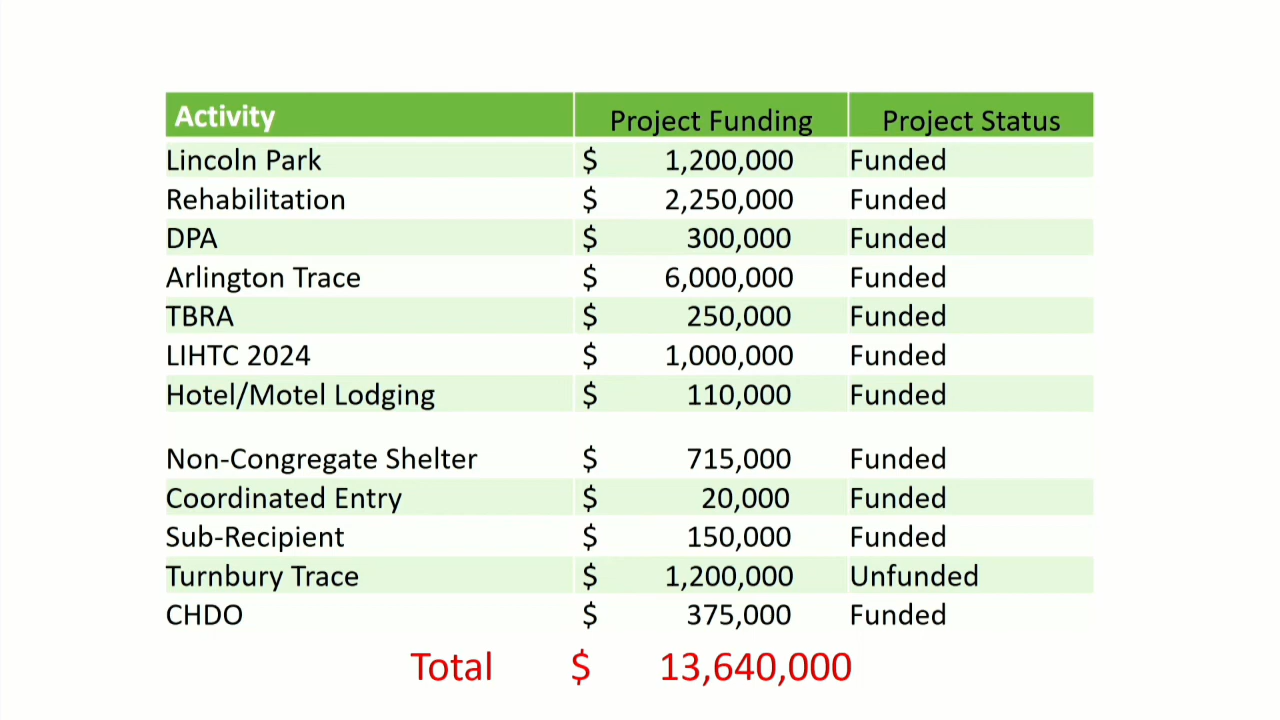 Activity Project Funding Project Status
Lincoln Park $ 1,200,000 Funded
Rehabilitation $ 2,250,000 Funded
DPA $ 300,000 Funded
Arlington Trace $ 6,000,000 Funded
TBRA $ 250,000 Funded
LIHTC 2024 $ 1,000,000 Funded
Hotel/Motel Lodging $ 110,000 Funded
Non-Congregate Shelter $ 715,000 Funded
Coordinated Entry $ 20,000 Funded
Sub-Recipient $ 150,000 Funded
Turnbury Trace $ 1,200,000 Unfunded
CHDO $ 375,000 Funded
Total $ 13,640,000